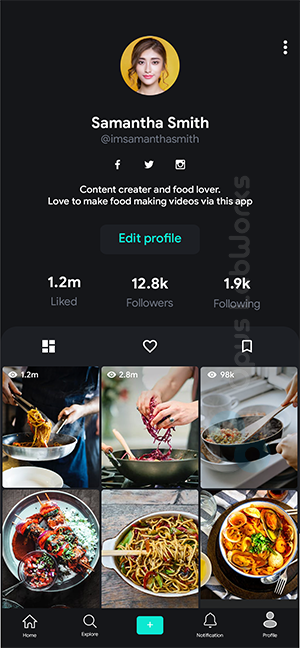 Samantha Smith
@imsamanthasmith
Content creater and food lover.
Love to make food making videos via this app
Edit profile
1.2m 12.8k 1.9k
Liked Followers Following
1.2m 2.8m 98k
Home Explore + Notification Profile